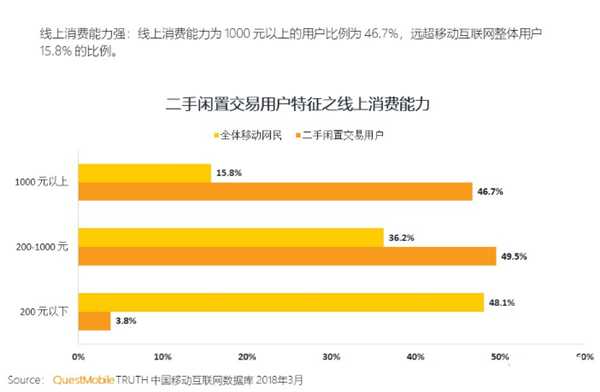 线上消费能力强：线上消费能力为 1000 元以上的用户比例为 46.7%，远超移动互联网整体用户
15.8% 的比例。
二手闲置交易用户特征之线上消费能力
全体移动网民 二手闲置交易用户
1000 元以上
15.8%
46.7%
200-1000 元
36.2%
49.5%
200 元以下
48.1%
3.8%
0% 10% 20% 30% 40% 50% 60%
Source： QuestMobile TRUTH 中国移动互联网数据库 2018年3月